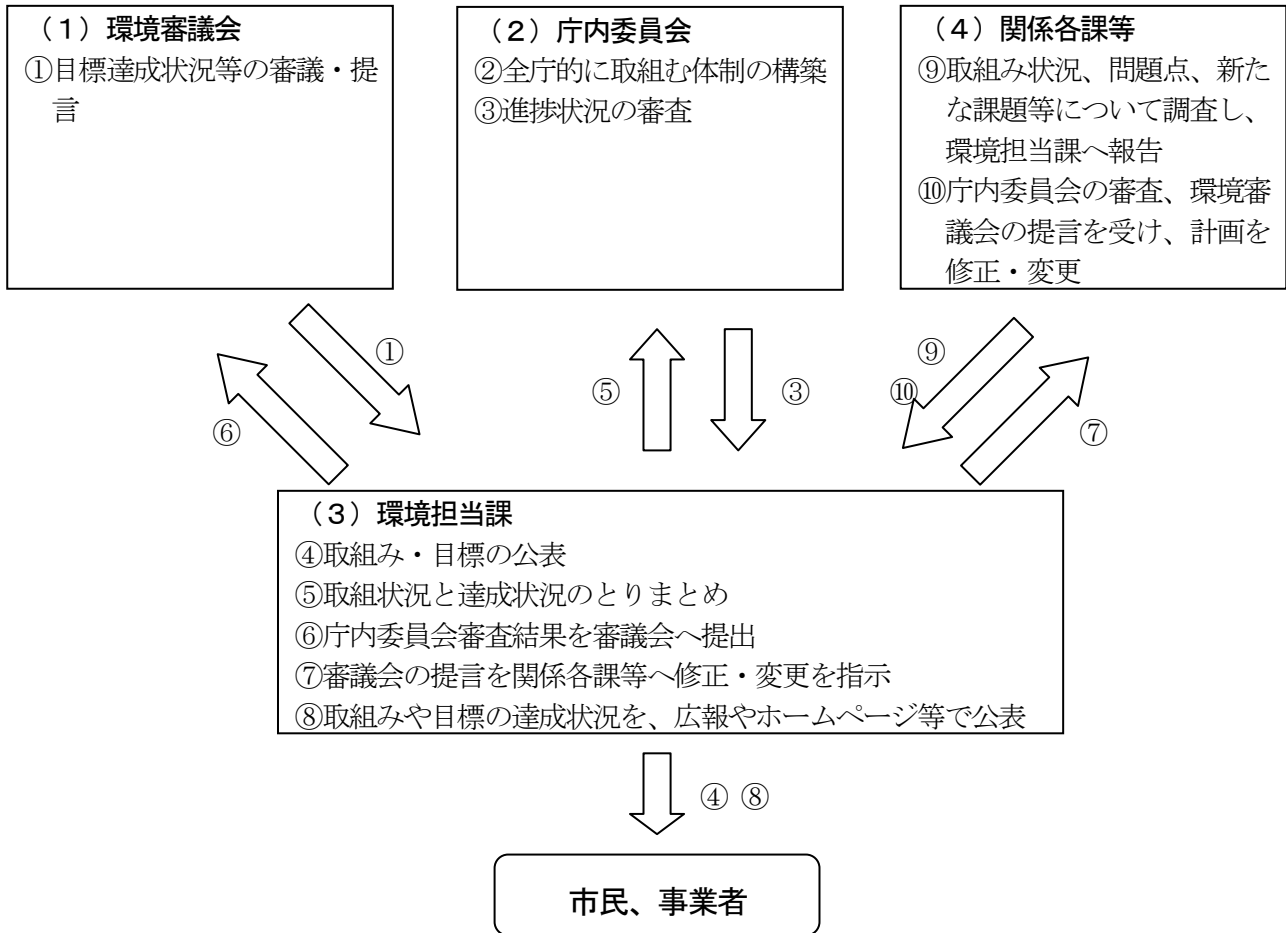 （１）環境審議会
①目標達成状況等の審議・提
言
（２）庁内委員会
②全庁的に取組む体制の構築
③進捗状況の審査
（４）関係各課等
⑨取組み状況、問題点、新た
な課題等について調査し、
環境担当課へ報告
⑩庁内委員会の審査、環境審
議会の提言を受け、計画を
修正・変更
①
⑥
⑤
③
⑨
⑩
⑦
（３）環境担当課
④取組み・目標の公表
⑤取組状況と達成状況のとりまとめ
⑥庁内委員会審査結果を審議会へ提出
⑦審議会の提言を関係各課等へ修正・変更を指示
⑧取組みや目標の達成状況を、広報やホームページ等で公表
④ ⑧
市民、事業者